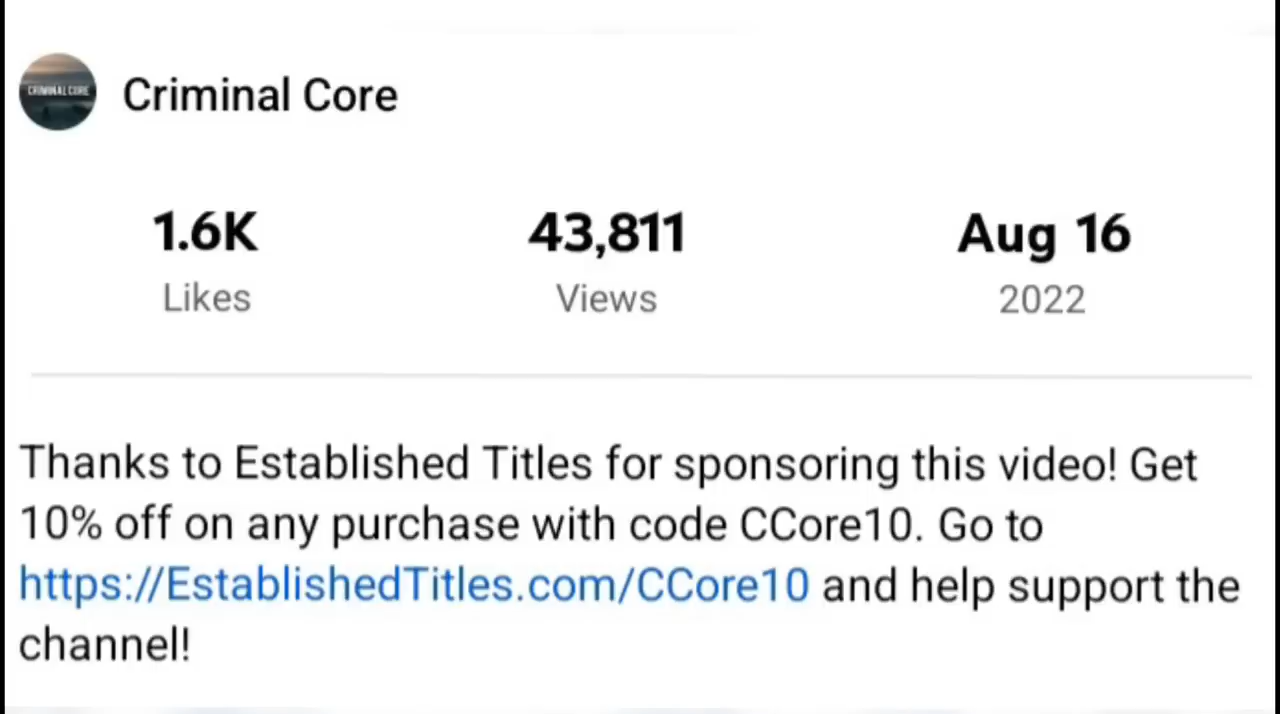 CRIMINAL CORE
Criminal Core
1.6K
43,811
Aug 16
Likes
Views
2022
Thanks to Established Titles for sponsoring this video! Get
10% off on any purchase with code CCore10. Go to
https://EstablishedTitles.com/CCore10 and help support the
channel!